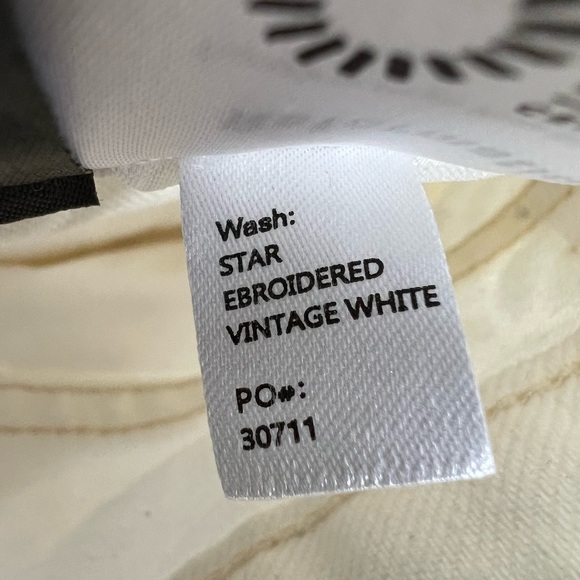 Wash:
STAR
EBROIDERED
VINTAGE WHITE
PO#:
30711